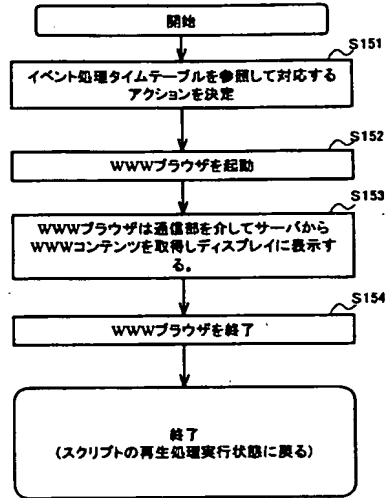 開始
S151
イベント処理タイムテーブルを参照して対応する
アクションを決定
S152
WWWブラウザを起動
S153
WWWブラウザは通信部を介してサーバから
WWWコンテンツを取得しディスプレイに表示す
る。
S154
WWWブラウザを終了
終了
(スクリプトの再生処理実行状態に戻る)